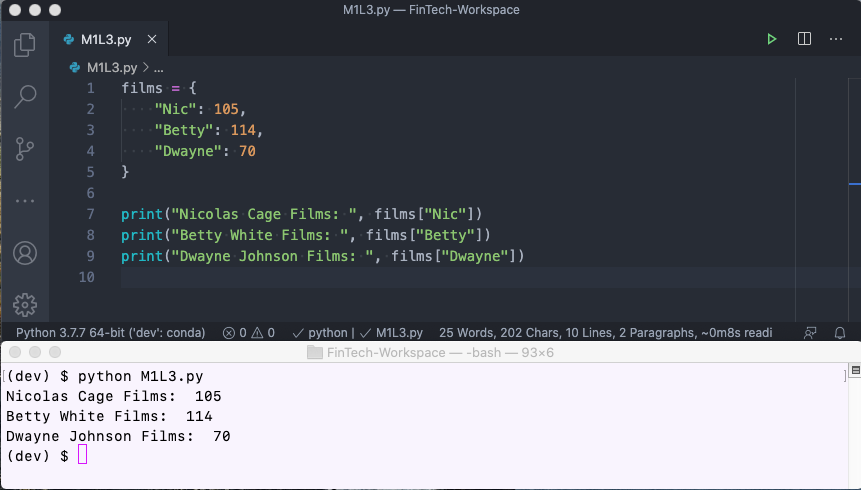 M1L3.py — FinTech-Workspace
M1L3.py
M1L3.py > ...
1 films = {
2     "Nic": 105,
3     "Betty": 114,
4     "Dwayne": 70
5 }
6
7 print("Nicolas Cage Films: ", films["Nic"])
8 print("Betty White Films: ", films["Betty"])
9 print("Dwayne Johnson Films: ", films["Dwayne"])
10
Python 3.7.7 64-bit ('dev': conda) 0 0 python | M1L3.py 25 Words, 202 Chars, 10 Lines, 2 Paragraphs, ~0m8s readi
FinTech-Workspace — -bash — 93×6
(dev) $ python M1L3.py
Nicolas Cage Films:  105
Betty White Films:  114
Dwayne Johnson Films:  70
(dev) $